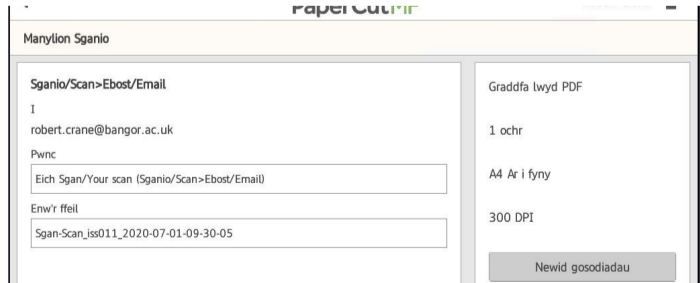 PaperCutMF
Manylion Sganio
Sganio/Scan>Ebost/Email
I
robert.crane@bangor.ac.uk
Pwnc
Eich Sgan/Your scan (Sganio/Scan>Ebost/Email)
Enw'r ffeil
Sgan-Scan_iss011_2020-07-01-09-30-05
Graddfa lwyd PDF
1 ochr
A4 Ar i fyny
300 DPI
Newid gosodiadau